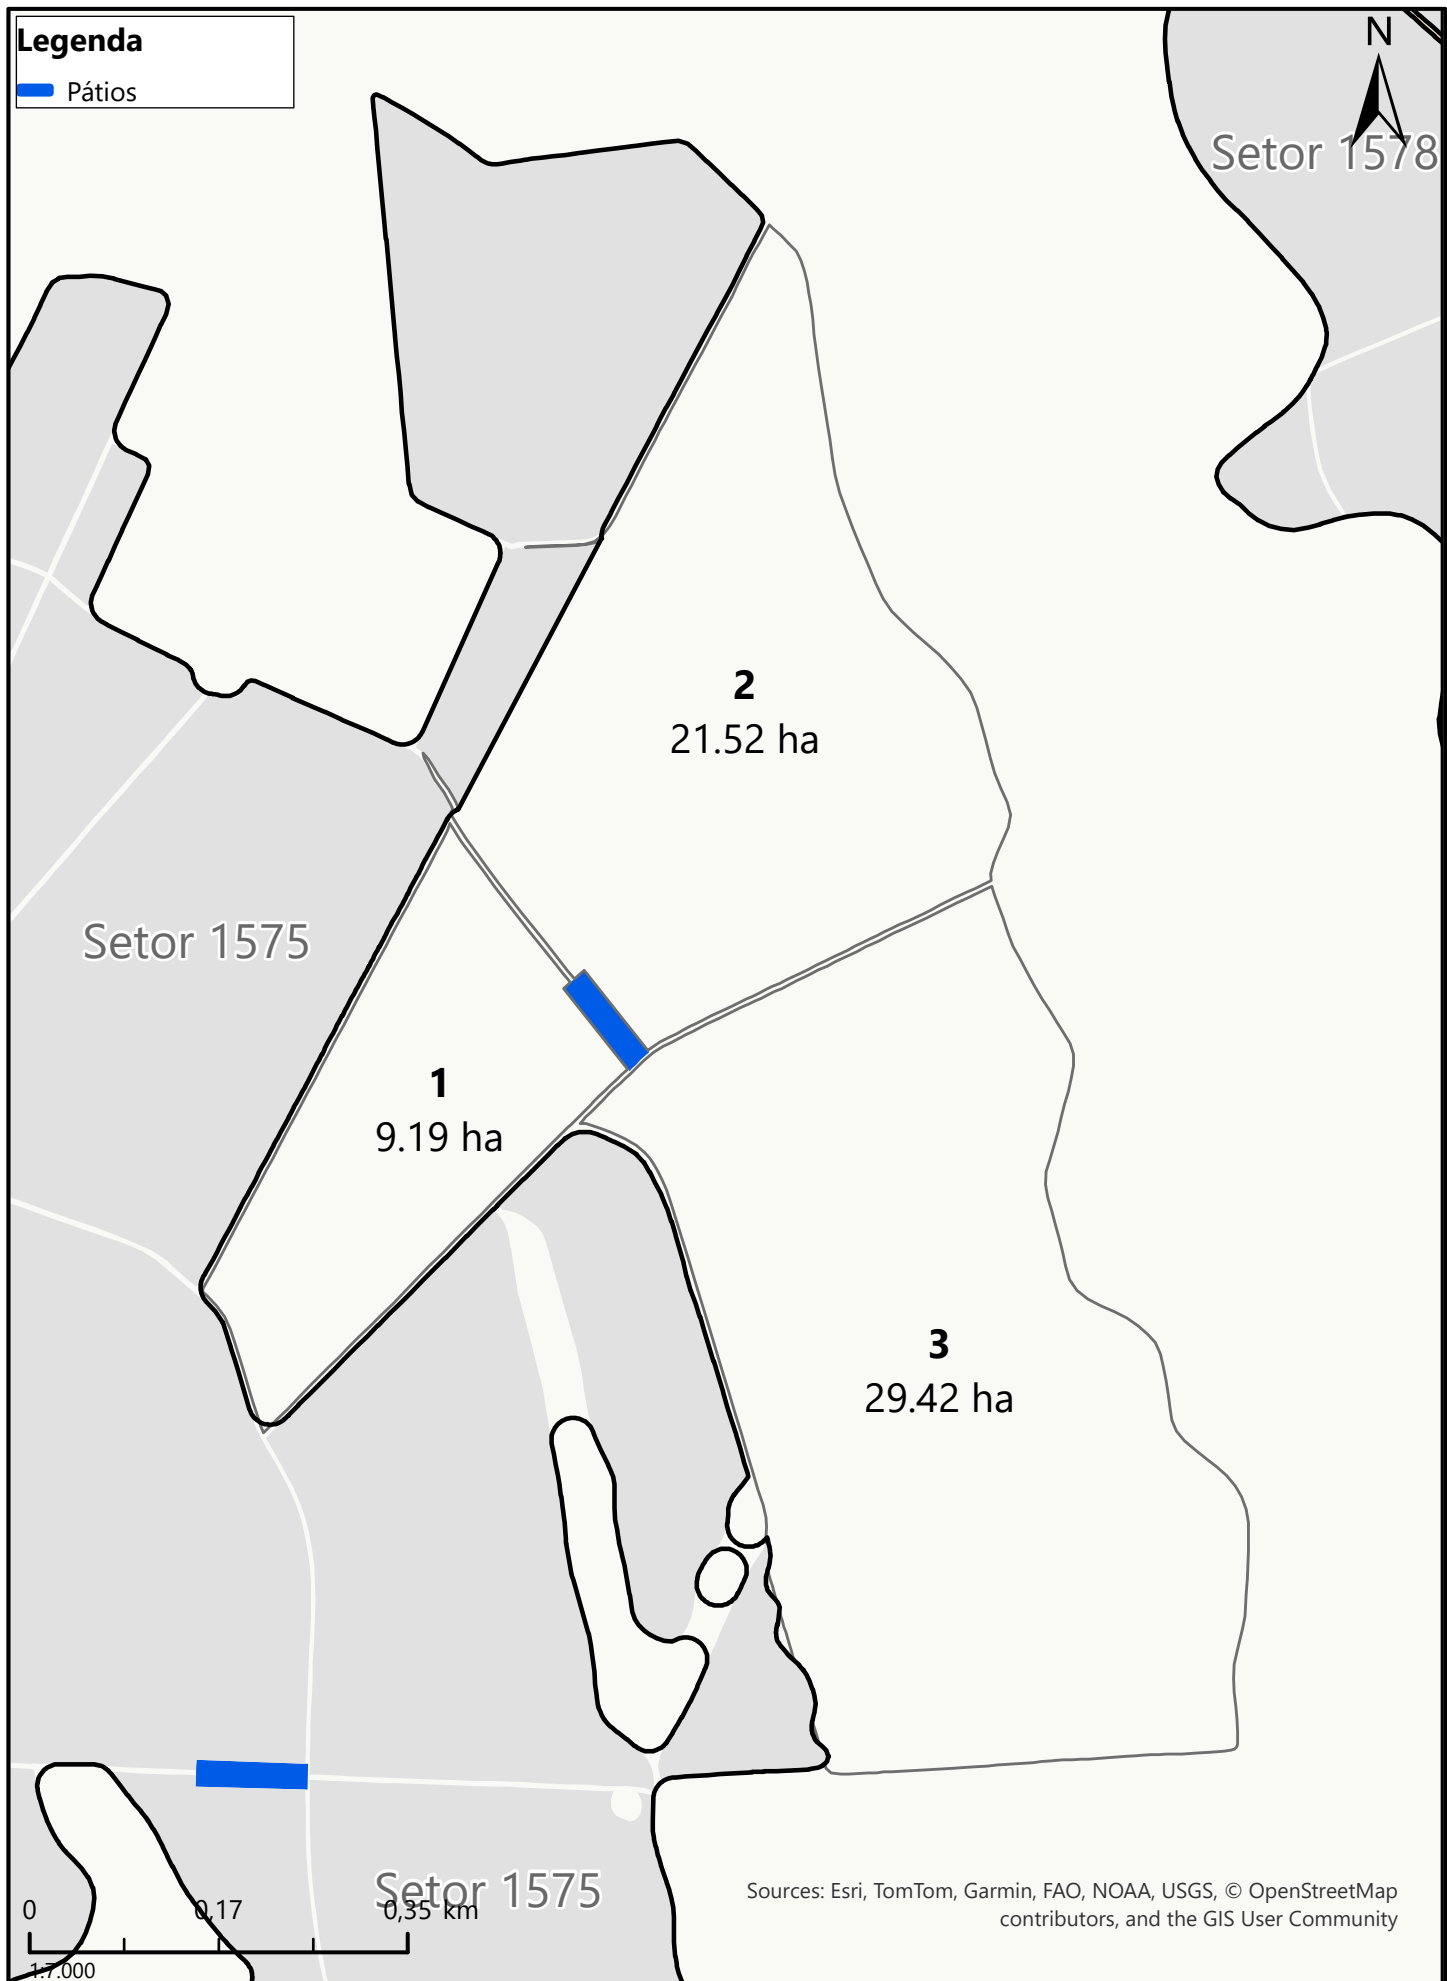 Legenda
Pátios
N
Setor 1578
2
21.52 ha
Setor 1575
1
9.19 ha
3
29.42 ha
Setor 1575
0 0,17 0,35 km
1:7.000
Sources: Esri, TomTom, Garmin, FAO, NOAA, USGS, © OpenStreetMap
contributors, and the GIS User Community